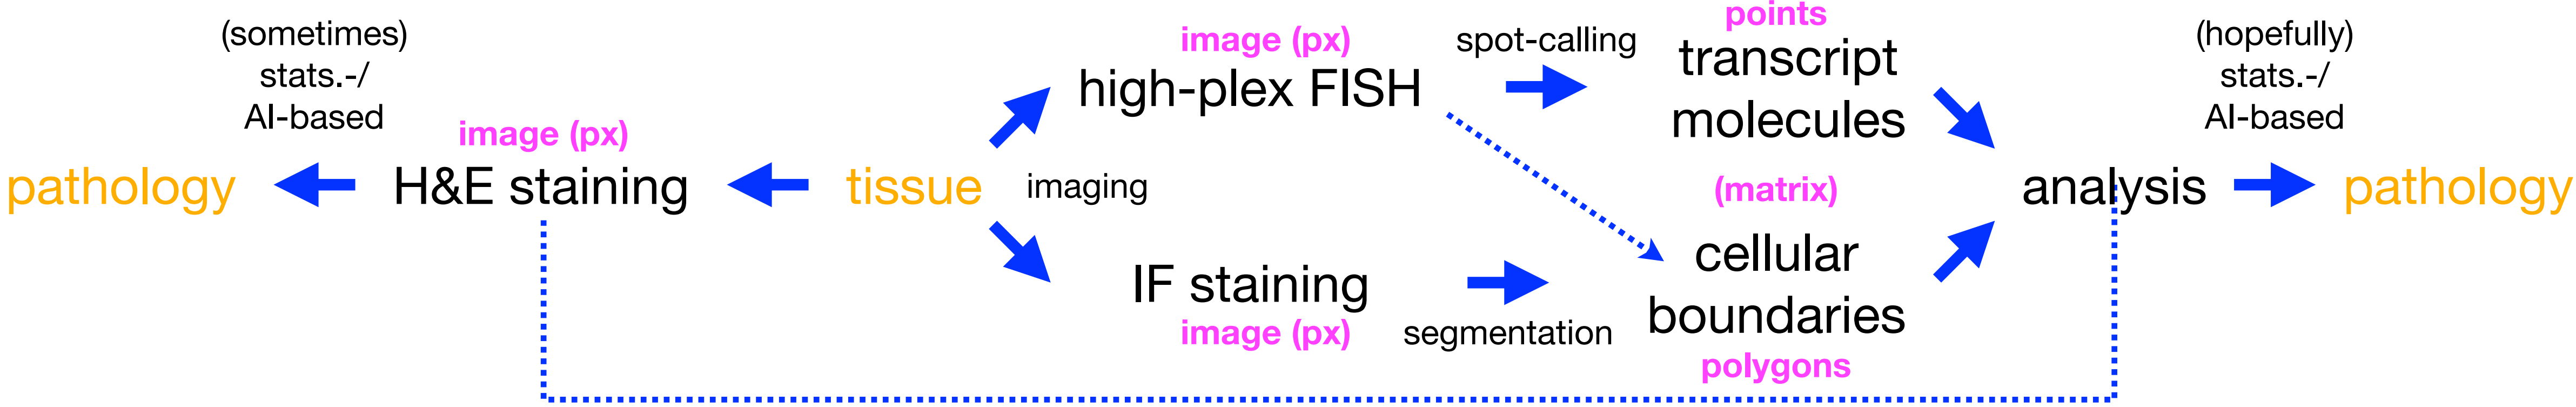 (sometimes)
stats.-/
AI-based
pathology
image (px)
H&E staining
tissue
imaging
image (px)
high-plex FISH
spot-calling
points
transcript
molecules
IF staining
image (px)
segmentation
(matrix)
cellular
boundaries
polygons
analysis
(hopefully)
stats.-/
AI-based
pathology